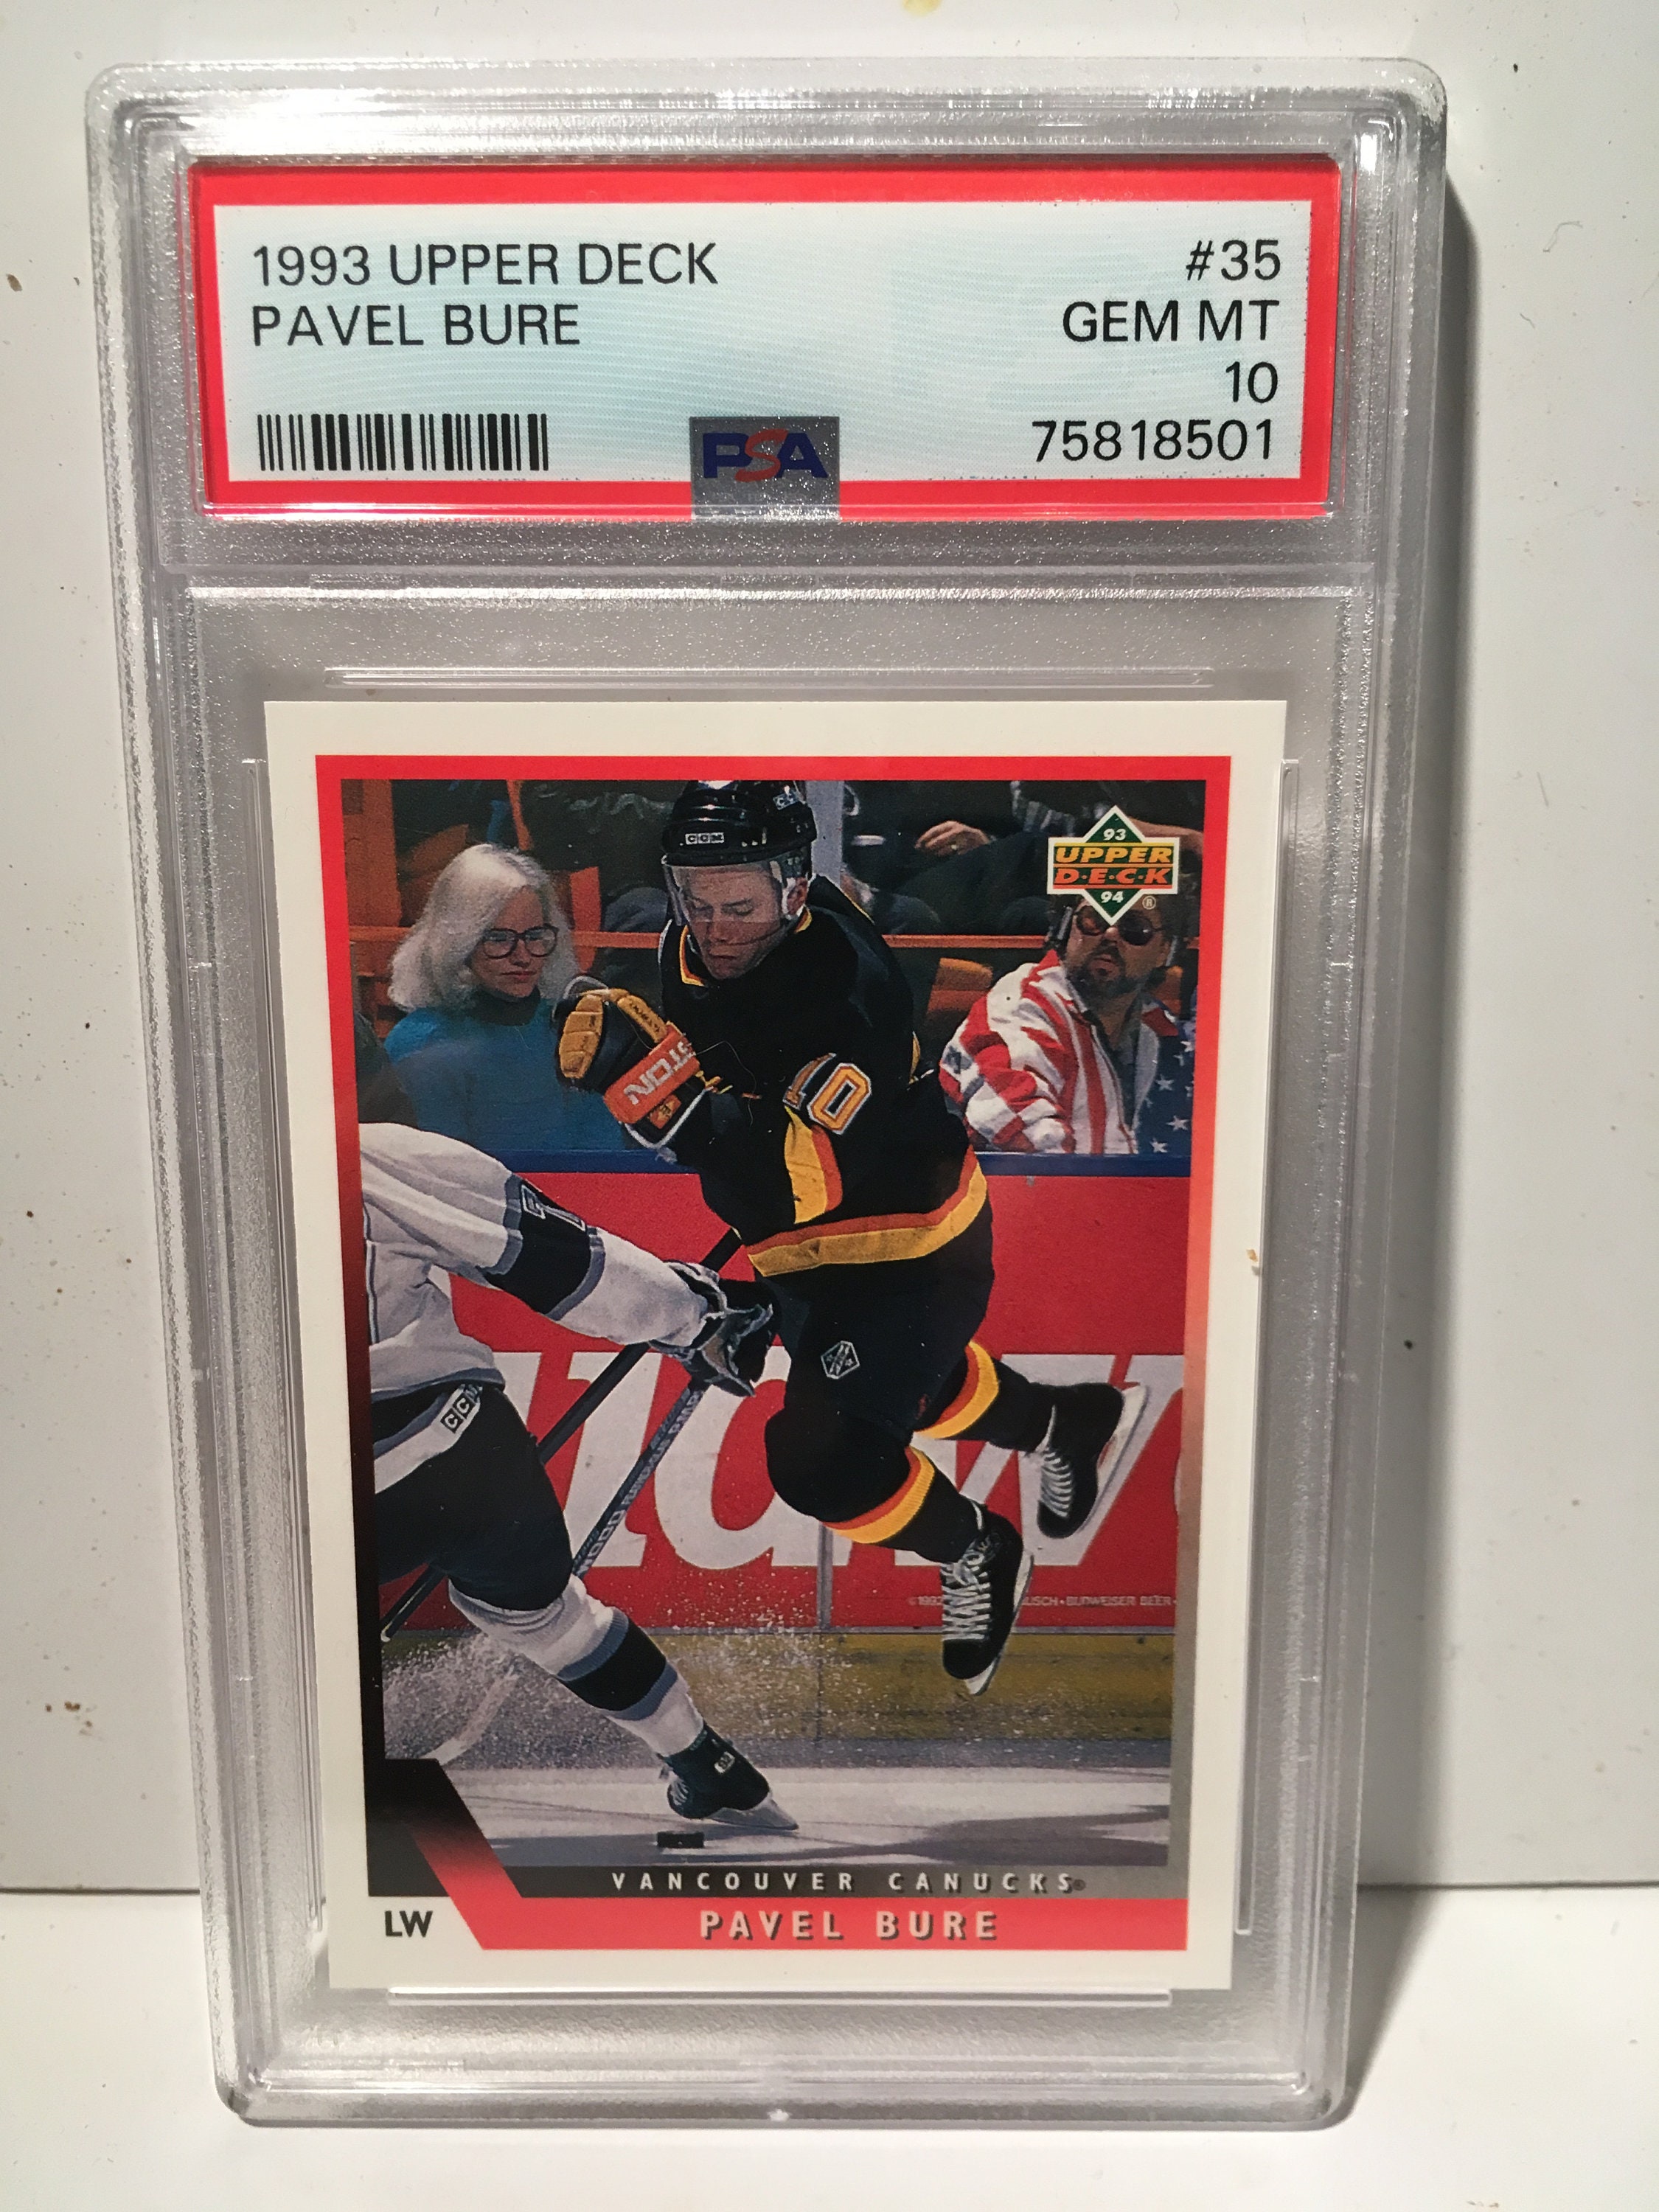 1993 UPPER DECK #35
PAVEL BURE GEM MT
10
PSA 75818501
93
UPPER
D·E·C·K
94 ®
CCM
10
CCM
VANCOUVER CANUCKS®
LW PAVEL BURE